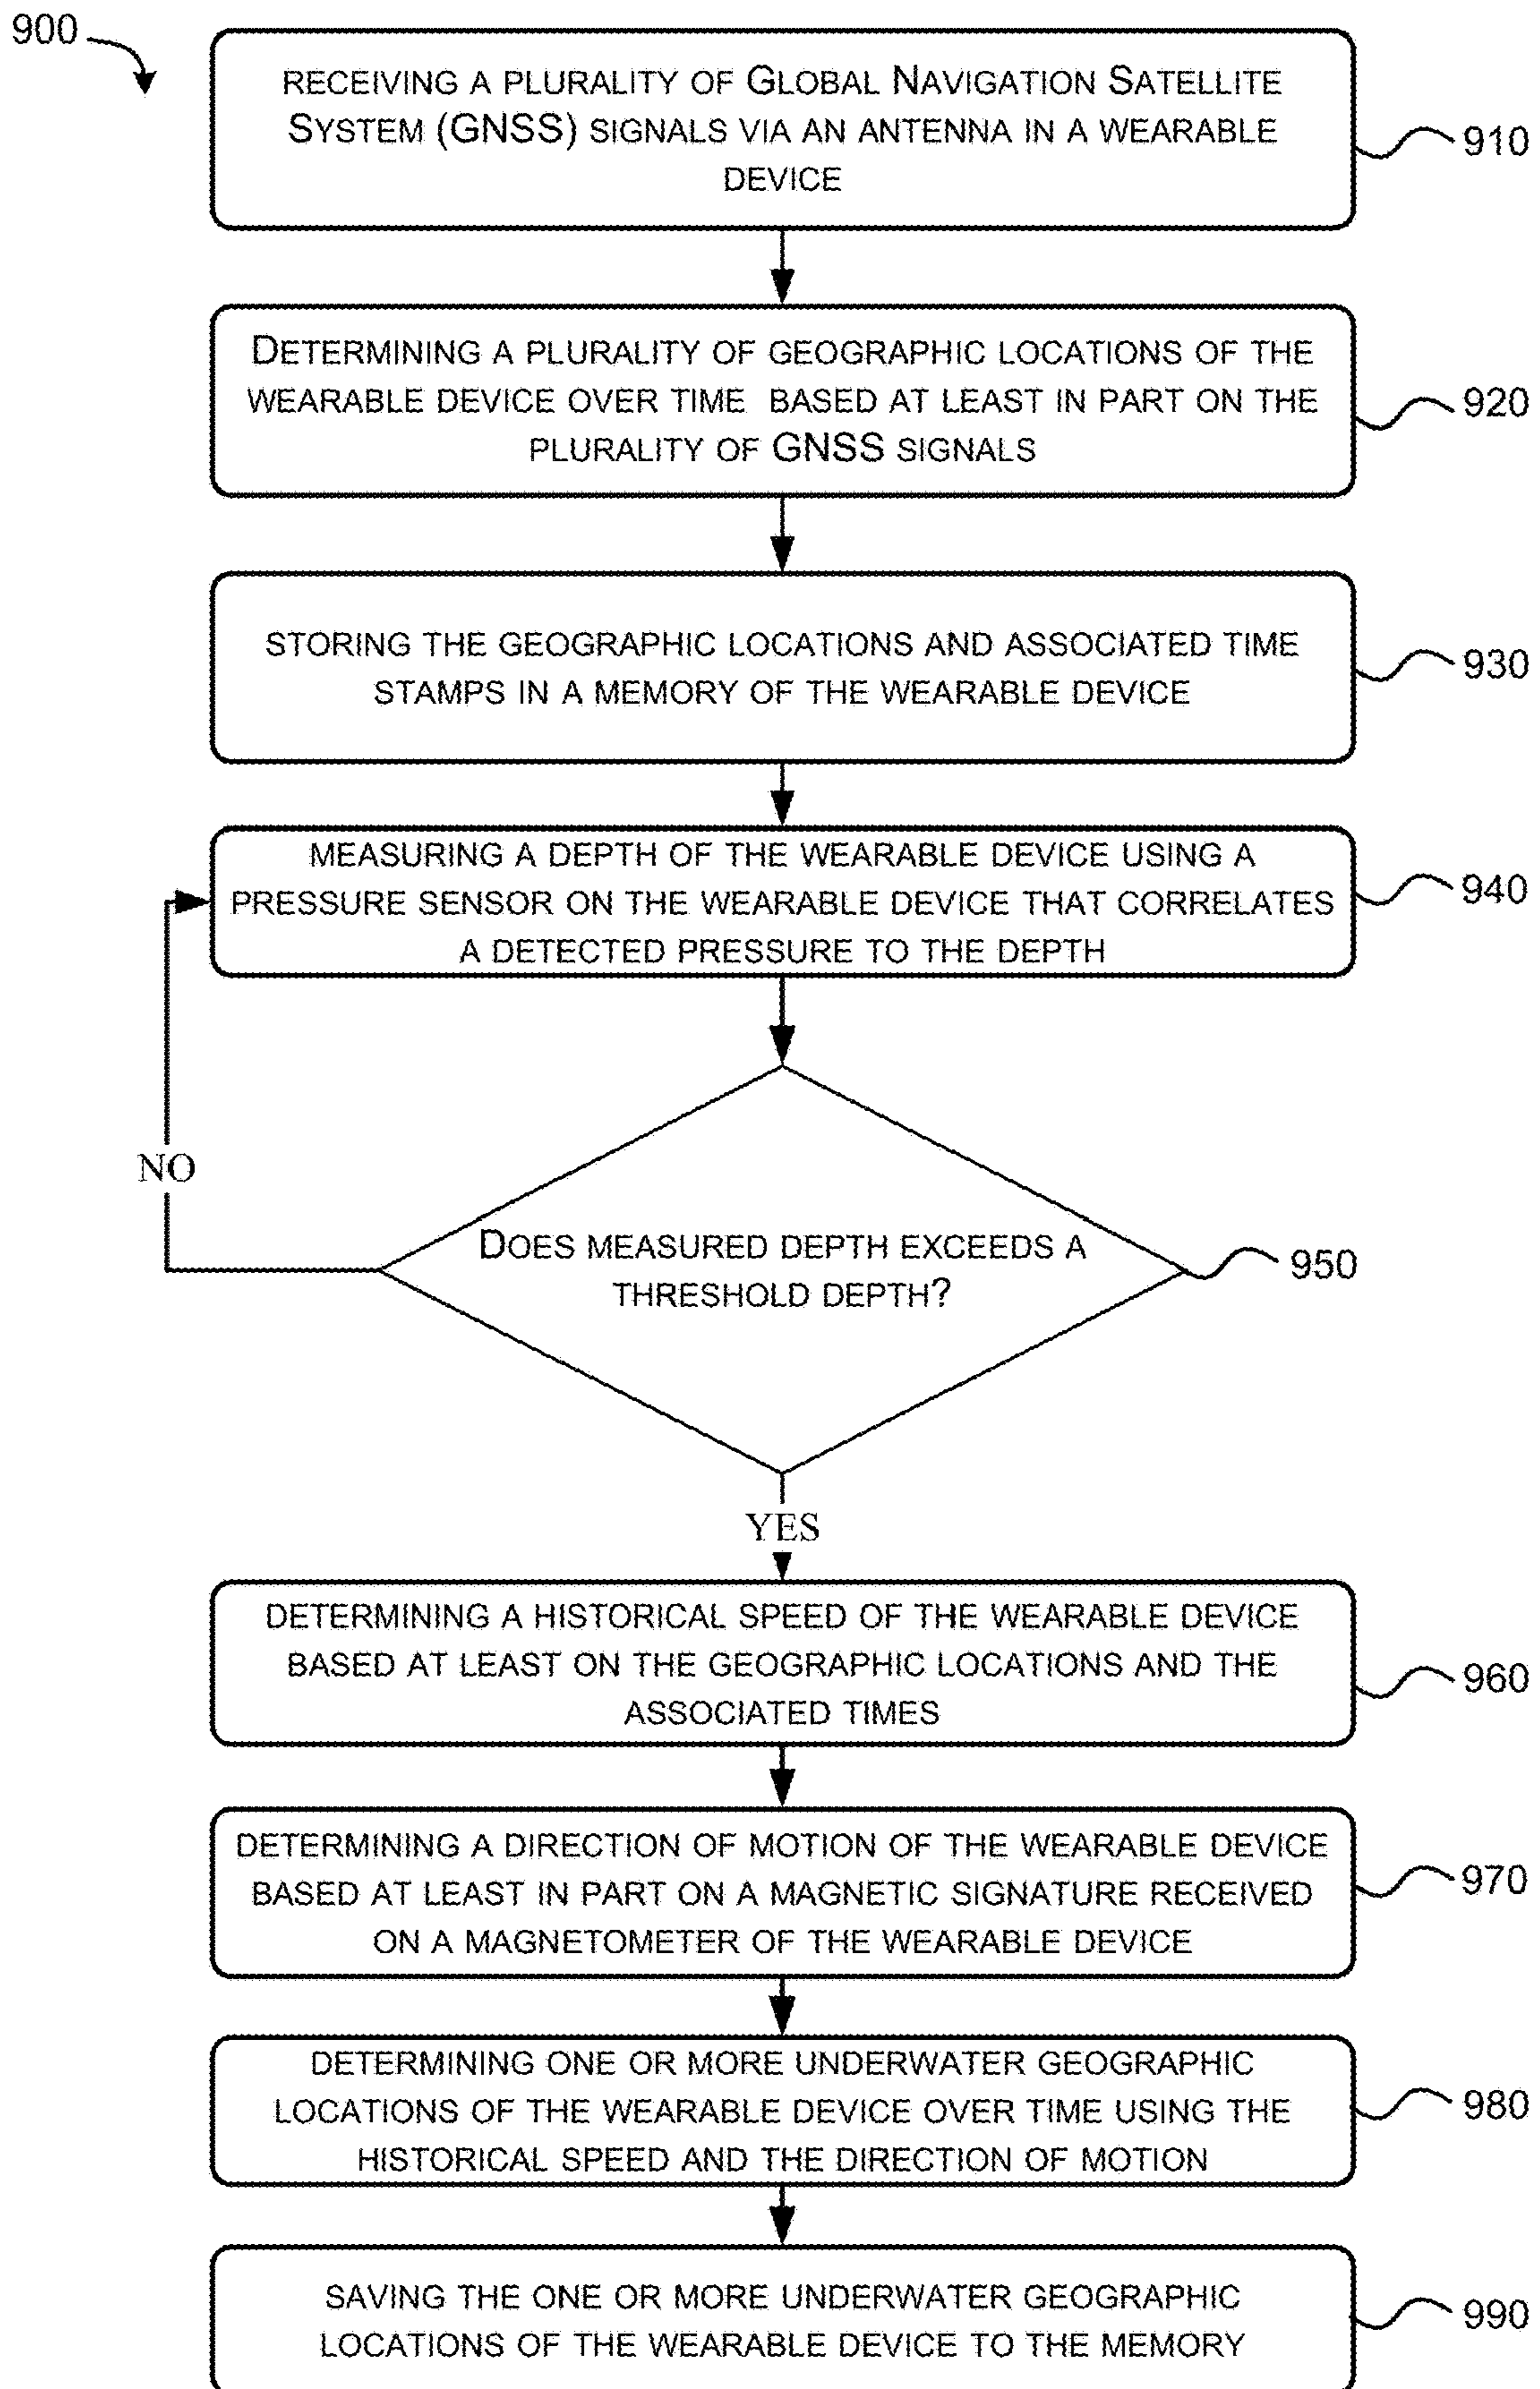 900
RECEIVING A PLURALITY OF GLOBAL NAVIGATION SATELLITE
SYSTEM (GNSS) SIGNALS VIA AN ANTENNA IN A WEARABLE
DEVICE
910
DETERMINING A PLURALITY OF GEOGRAPHIC LOCATIONS OF THE
WEARABLE DEVICE OVER TIME BASED AT LEAST IN PART ON THE
PLURALITY OF GNSS SIGNALS
920
STORING THE GEOGRAPHIC LOCATIONS AND ASSOCIATED TIME
STAMPS IN A MEMORY OF THE WEARABLE DEVICE
930
MEASURING A DEPTH OF THE WEARABLE DEVICE USING A
PRESSURE SENSOR ON THE WEARABLE DEVICE THAT CORRELATES
A DETECTED PRESSURE TO THE DEPTH
940
NO
DOES MEASURED DEPTH EXCEEDS A
THRESHOLD DEPTH?
950
YES
DETERMINING A HISTORICAL SPEED OF THE WEARABLE DEVICE
BASED AT LEAST ON THE GEOGRAPHIC LOCATIONS AND THE
ASSOCIATED TIMES
960
DETERMINING A DIRECTION OF MOTION OF THE WEARABLE DEVICE
BASED AT LEAST IN PART ON A MAGNETIC SIGNATURE RECEIVED
ON A MAGNETOMETER OF THE WEARABLE DEVICE
970
DETERMINING ONE OR MORE UNDERWATER GEOGRAPHIC
LOCATIONS OF THE WEARABLE DEVICE OVER TIME USING THE
HISTORICAL SPEED AND THE DIRECTION OF MOTION
980
SAVING THE ONE OR MORE UNDERWATER GEOGRAPHIC
LOCATIONS OF THE WEARABLE DEVICE TO THE MEMORY
990